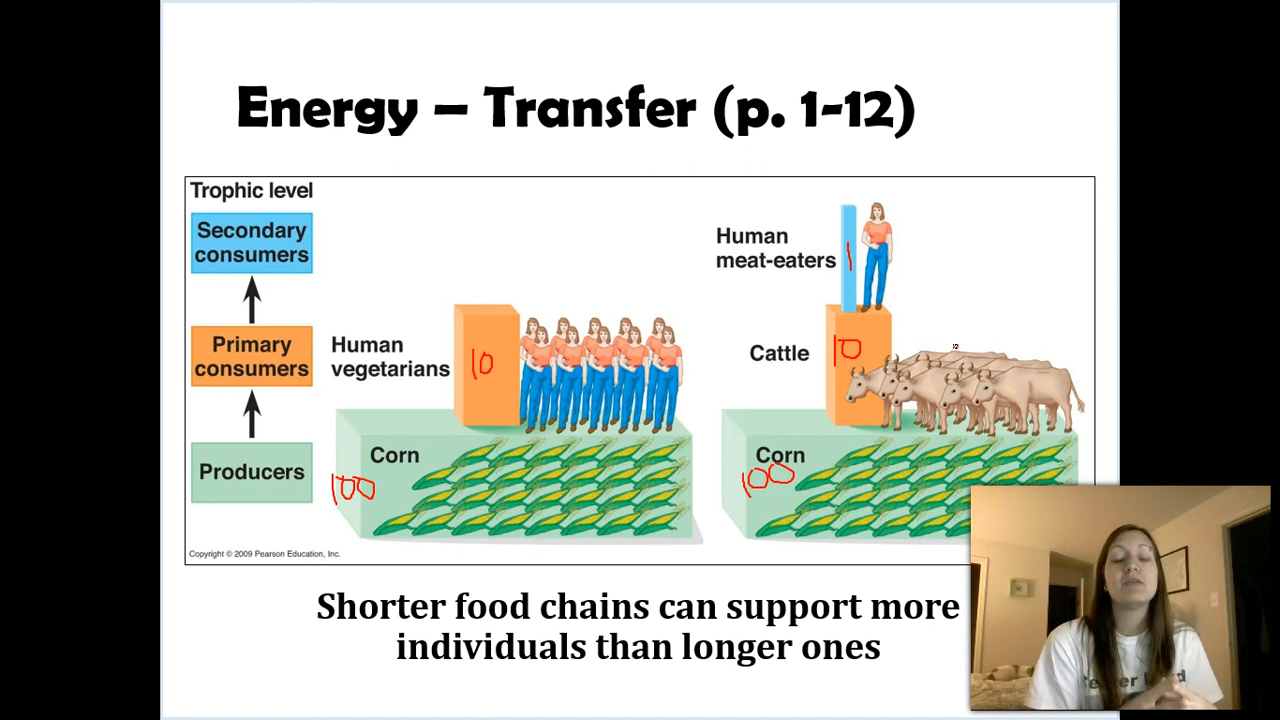 Energy – Transfer (p. 1-12)
Trophic level
Secondary
consumers
Primary
consumers
Producers
Human
vegetarians
10
Corn
100
Human
meat-eaters
1
Cattle
10
12
Corn
100
Copyright © 2009 Pearson Education, Inc.
Shorter food chains can support more
individuals than longer ones